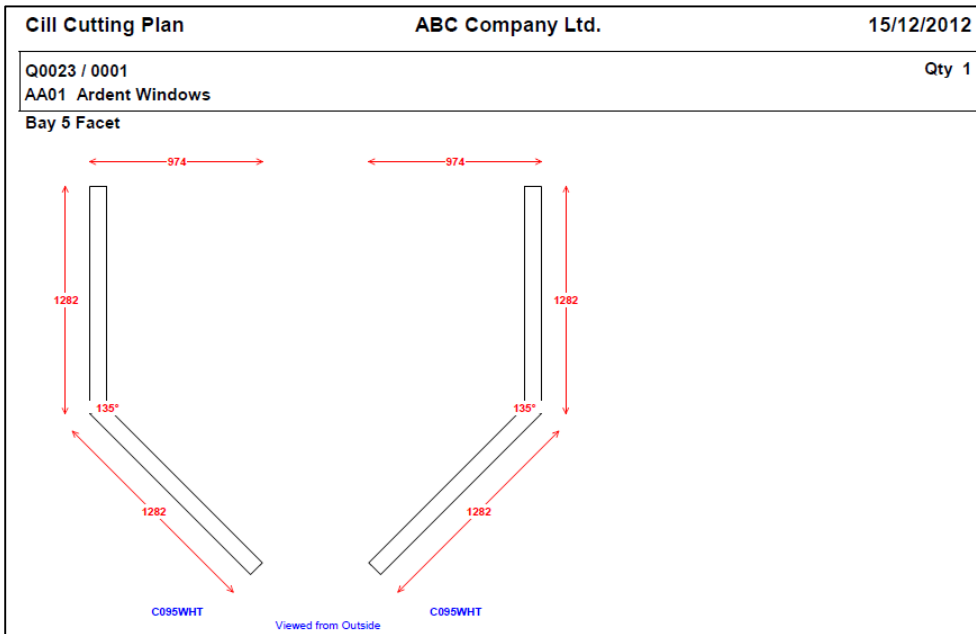 Cill Cutting Plan ABC Company Ltd. 15/12/2012
Q0023 / 0001 Qty 1
AA01 Ardent Windows
Bay 5 Facet
974 974
1282 1282
135° 135°
1282 1282
C095WHT C095WHT
Viewed from Outside